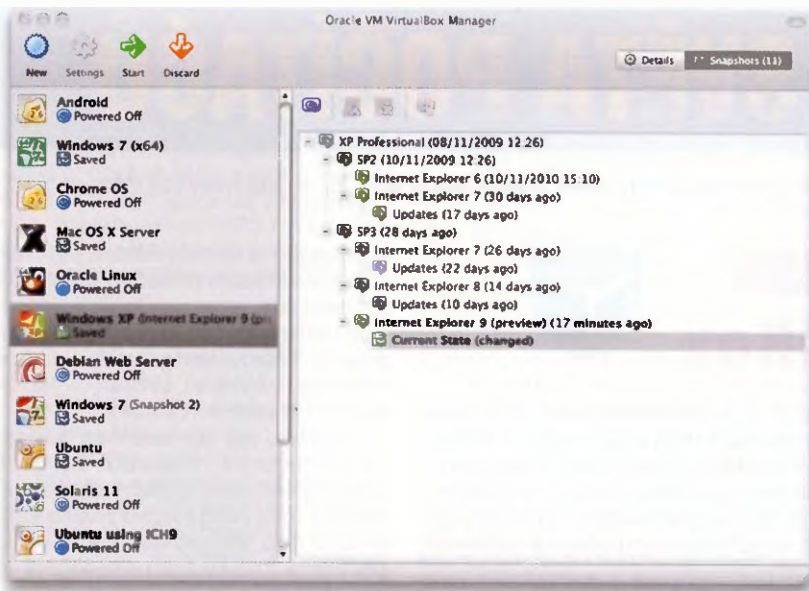 Oracle VM VirtualBox Manager
New Settings Start Discard
Details Snapshots (11)
Android
Powered Off
Windows 7 (x64)
Saved
Chrome OS
Powered Off
Mac OS X Server
Saved
Oracle Linux
Powered Off
Windows XP (Internet Explorer 9 (pr
Saved
Debian Web Server
Powered Off
Windows 7 (Snapshot 2)
Saved
Ubuntu
Saved
Solaris 11
Powered Off
Ubuntu using ICH9
Powered Off
XP Professional (08/11/2009 12:26)
SP2 (10/11/2009 12:26)
Internet Explorer 6 (10/11/2010 15:10)
Internet Explorer 7 (30 days ago)
Updates (17 days ago)
SP3 (28 days ago)
Internet Explorer 7 (26 days ago)
Updates (22 days ago)
Internet Explorer 8 (14 days ago)
Updates (10 days ago)
Internet Explorer 9 (preview) (17 minutes ago)
Current State (changed)